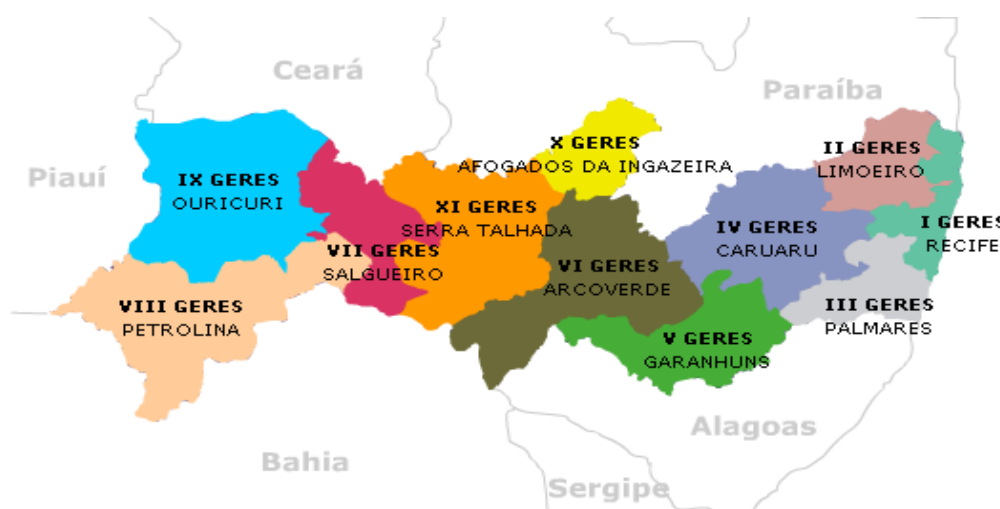 Ceará
Paraíba
Piauí
X GERES
AFOGADOS DA INGAZEIRA
II GERES
LIMOEIRO
IX GERES
OURICURI
XI GERES
SERRA TALHADA
I GERES
RECIFE
IV GERES
CARUARU
VII GERES
SALGUEIRO
VI GERES
ARCOVERDE
VIII GERES
PETROLINA
III GERES
PALMARES
V GERES
GARANHUNS
Alagoas
Bahia
Sergipe